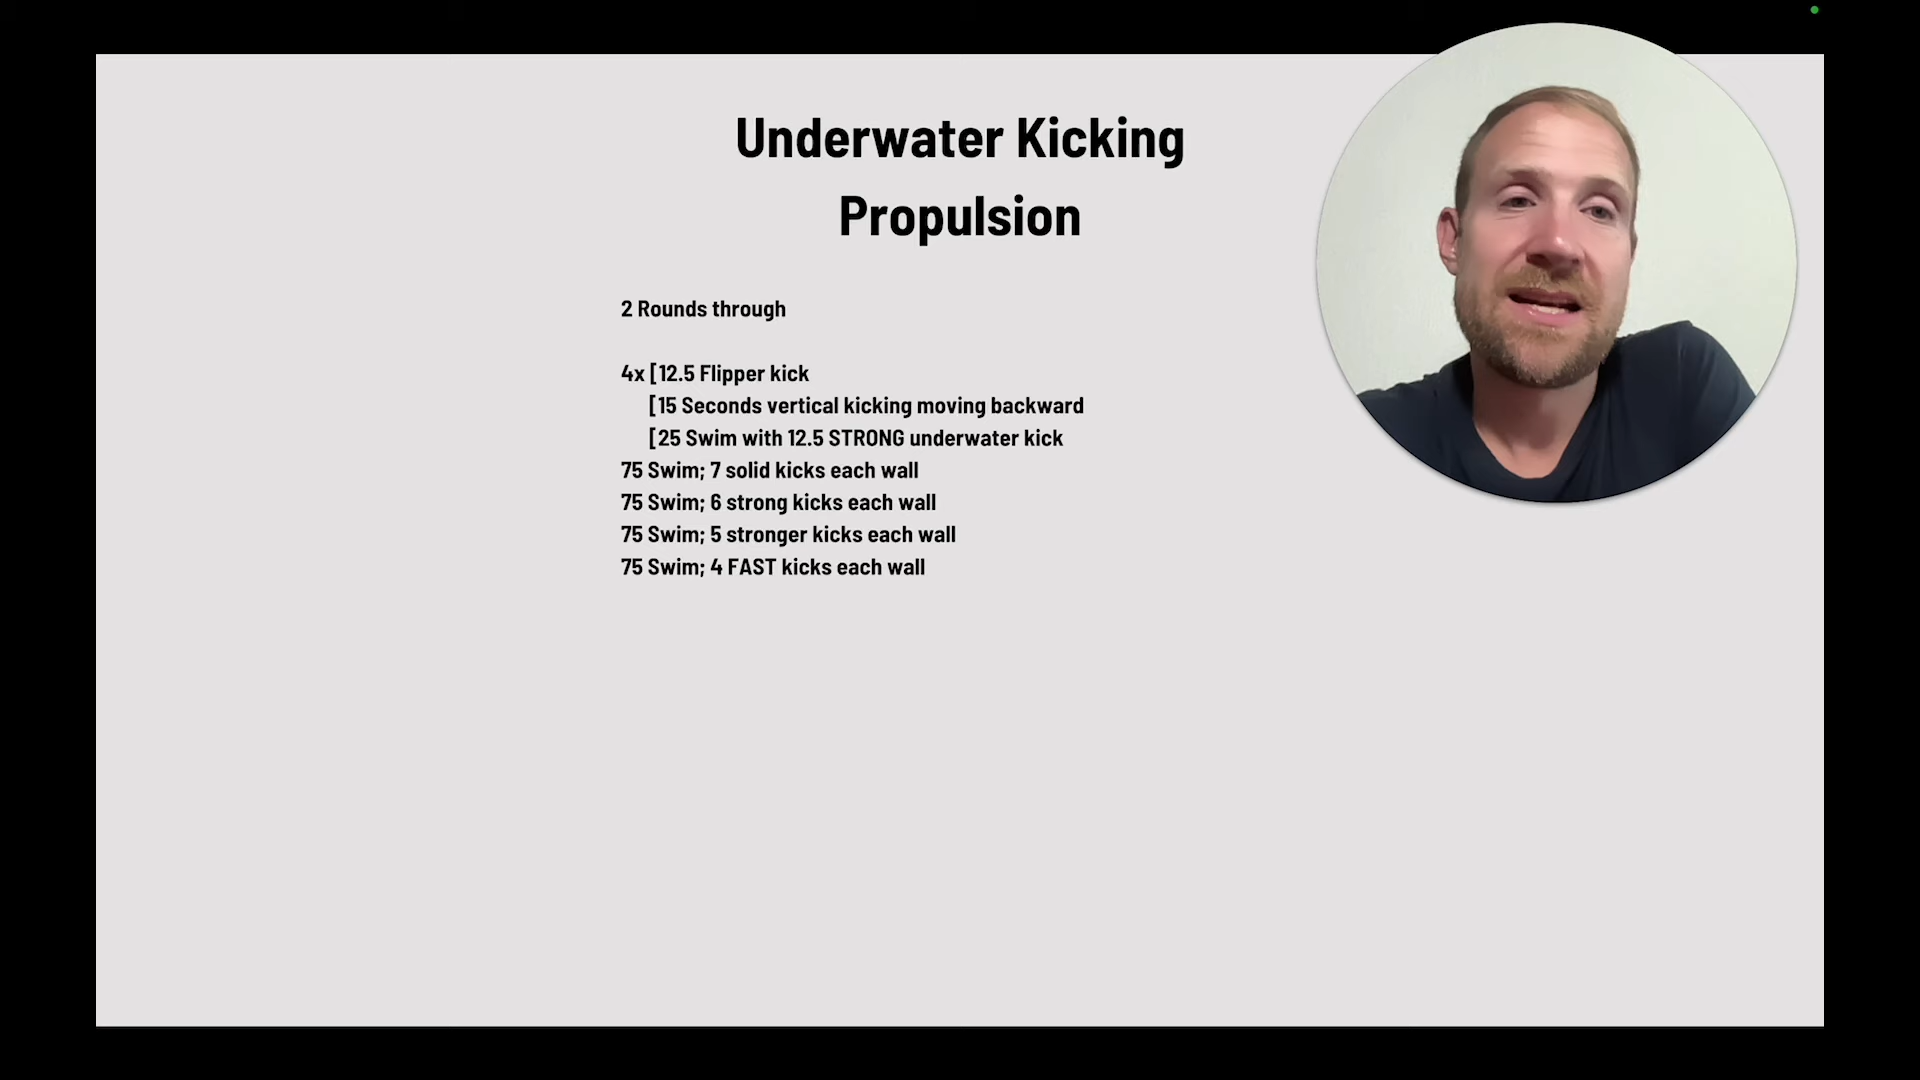 Underwater Kicking
Propulsion
2 Rounds through
4x [12.5 Flipper kick
[15 Seconds vertical kicking moving backward
[25 Swim with 12.5 STRONG underwater kick
75 Swim; 7 solid kicks each wall
75 Swim; 6 strong kicks each wall
75 Swim; 5 stronger kicks each wall
75 Swim; 4 FAST kicks each wall